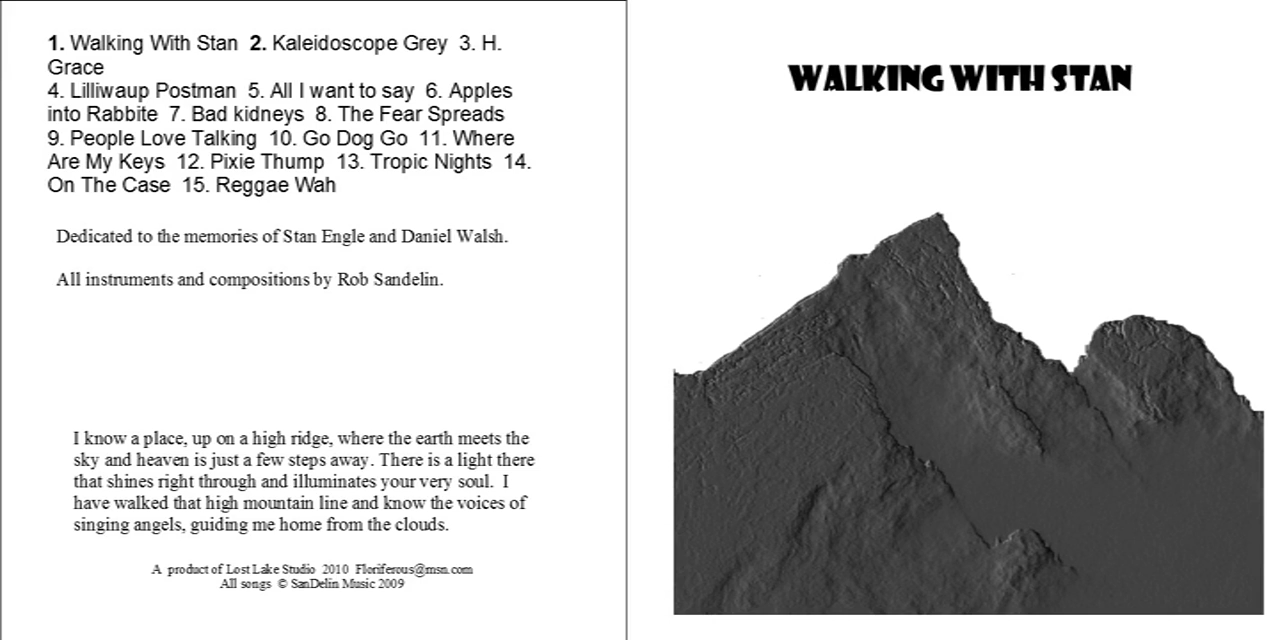 1. Walking With Stan 2. Kaleidoscope Grey 3. H.
Grace
4. Lilliwaup Postman 5. All I want to say 6. Apples
into Rabbite 7. Bad kidneys 8. The Fear Spreads
9. People Love Talking 10. Go Dog Go 11. Where
Are My Keys 12. Pixie Thump 13. Tropic Nights 14.
On The Case 15. Reggae Wah
Dedicated to the memories of Stan Engle and Daniel Walsh.
All instruments and compositions by Rob Sandelin.
I know a place, up on a high ridge, where the earth meets the
sky and heaven is just a few steps away. There is a light there
that shines right through and illuminates your very soul. I
have walked that high mountain line and know the voices of
singing angels, guiding me home from the clouds.
A product of Lost Lake Studio 2010 Floriferous@msn.com
All songs © SanDelin Music 2009
WALKING WITH STAN